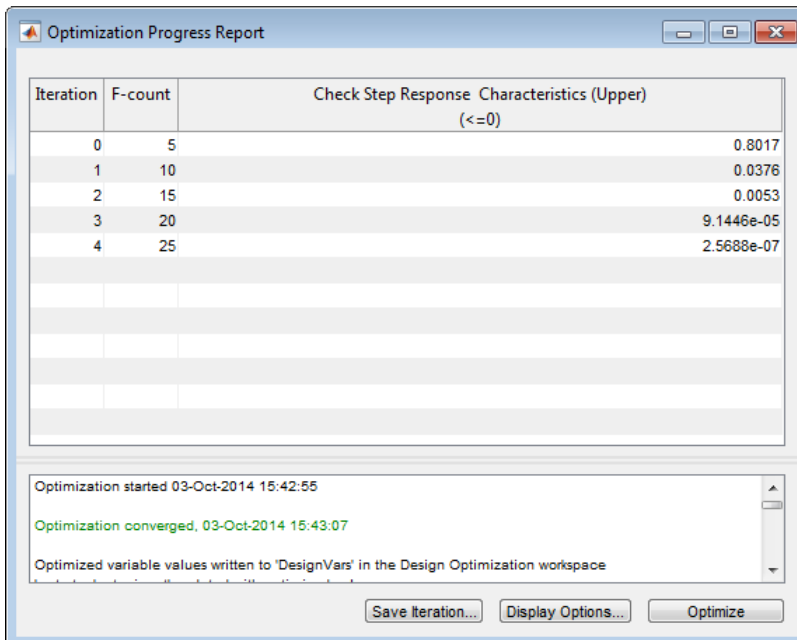 Optimization Progress Report
Iteration F-count Check Step Response Characteristics (Upper)
(<=0)
0 5 0.8017
1 10 0.0376
2 15 0.0053
3 20 9.1446e-05
4 25 2.5688e-07
Optimization started 03-Oct-2014 15:42:55
Optimization converged, 03-Oct-2014 15:43:07
Optimized variable values written to 'DesignVars' in the Design Optimization workspace
Save Iteration... Display Options... Optimize